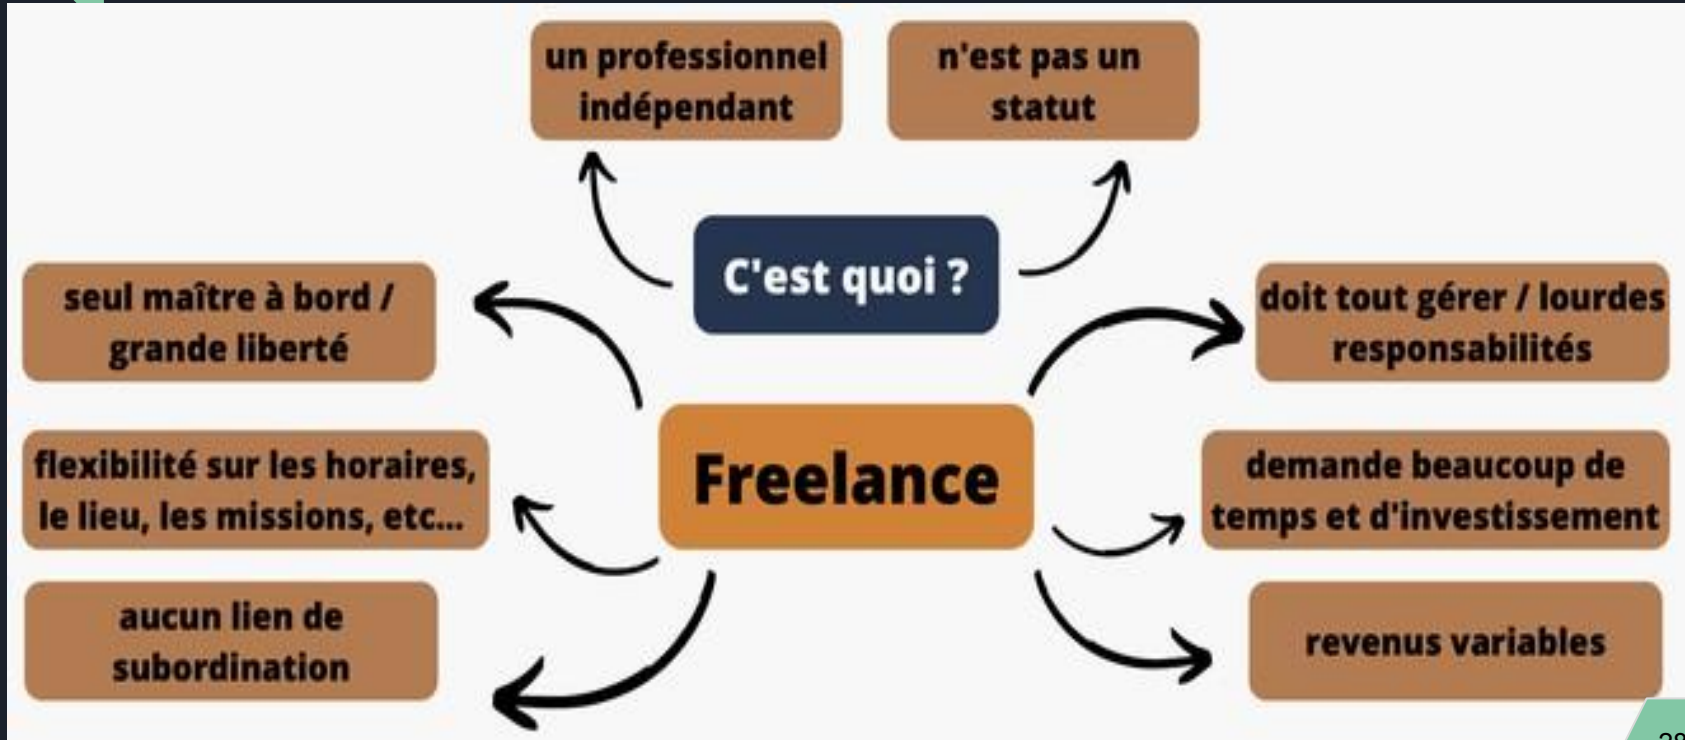 un professionnel
indépendant
n'est pas un
statut
C'est quoi ?
seul maître à bord /
grande liberté
doit tout gérer / lourdes
responsabilités
Freelance
flexibilité sur les horaires,
le lieu, les missions, etc...
demande beaucoup de
temps et d'investissement
aucun lien de
subordination
revenus variables